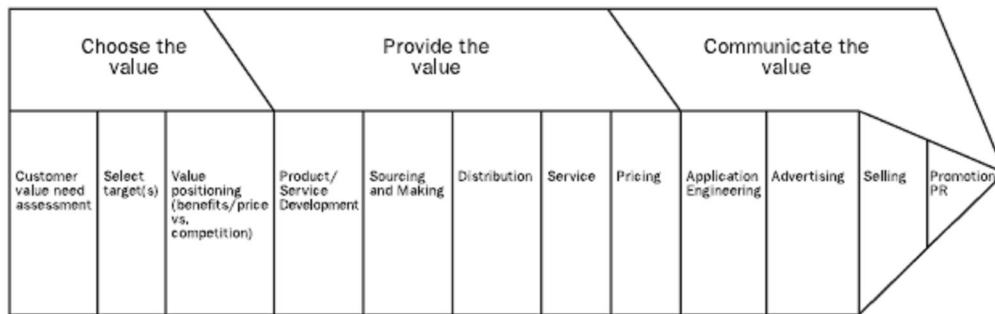 Choose the
value
Provide the
value
Communicate the
value
Customer
value need
assessment
Select
target(s)
Value
positioning
(benefits/price
vs.
competition)
Product/
Service
Development
Sourcing
and Making
Distribution
Service
Pricing
Application
Engineering
Advertising
Selling
Promotion
PR